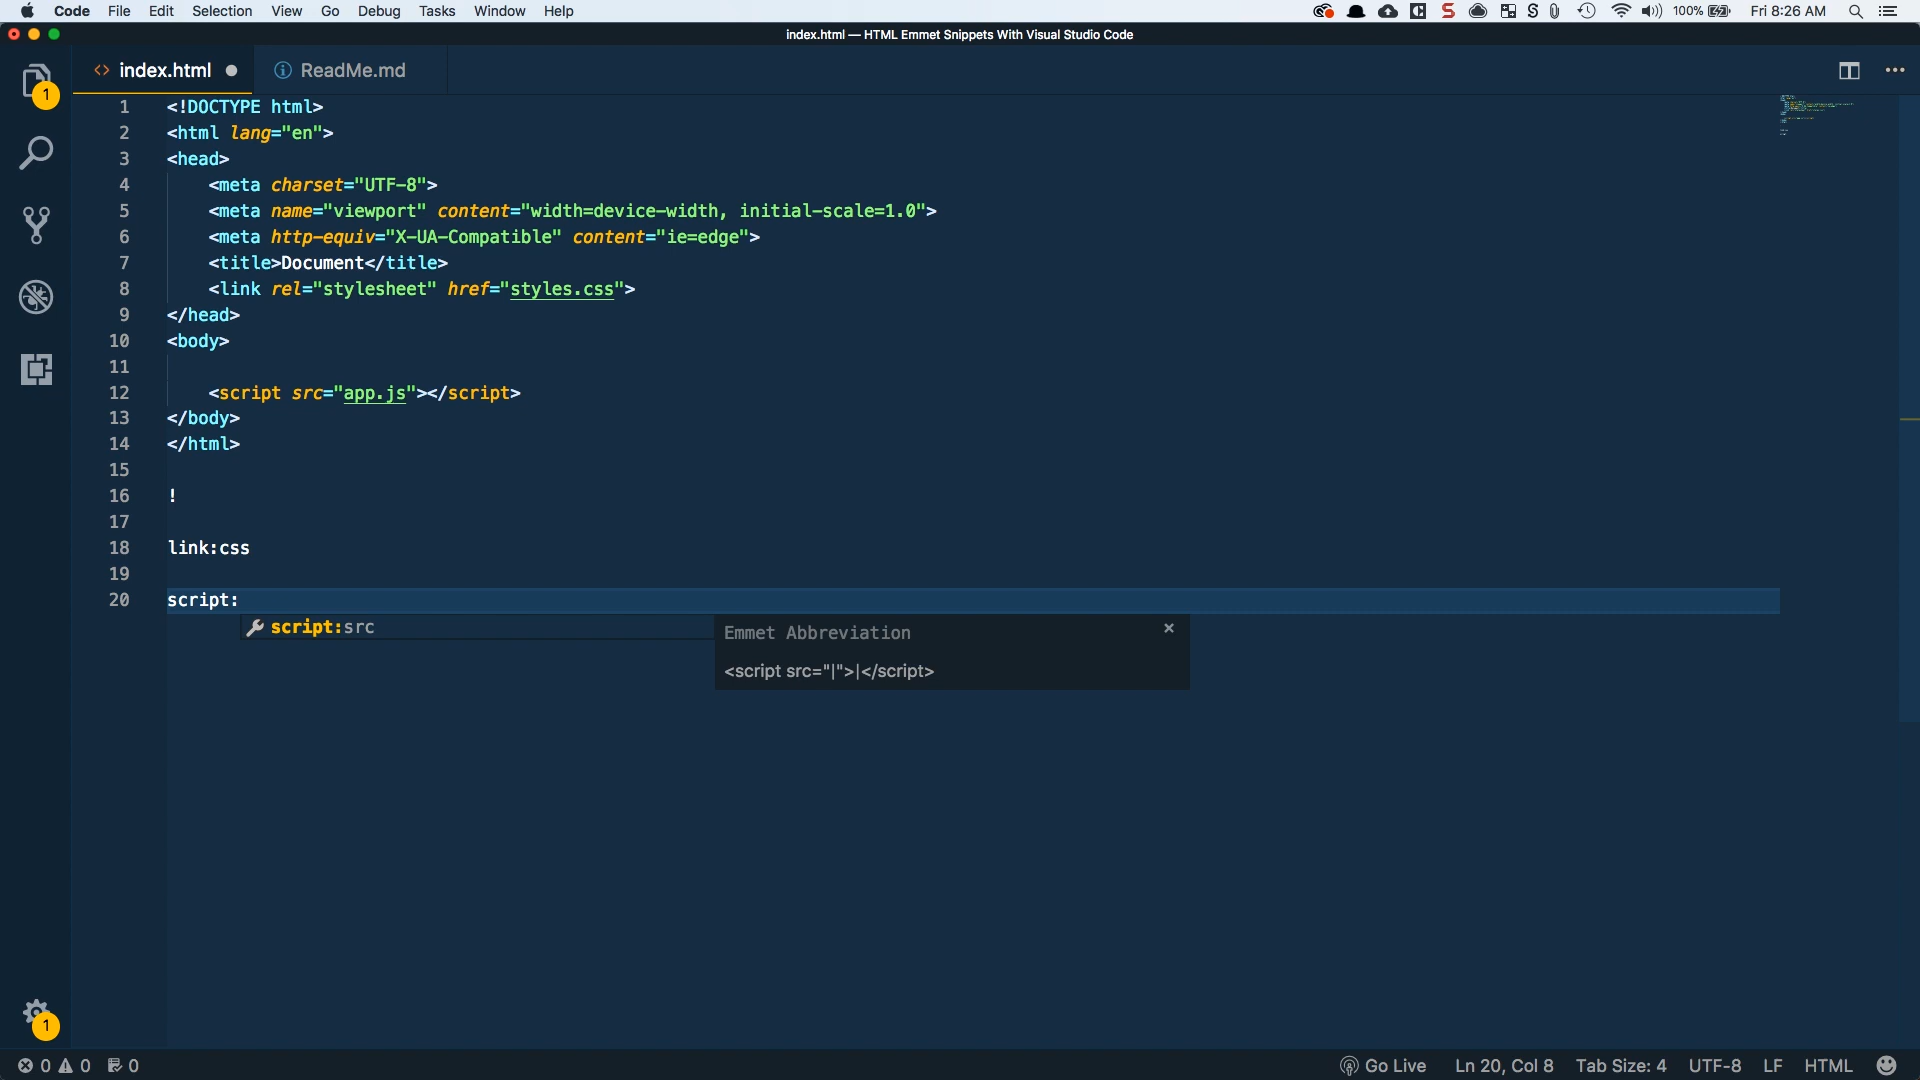 Code File Edit Selection View Go Debug Tasks Window Help 100% Fri 8:26 AM
index.html — HTML Emmet Snippets With Visual Studio Code
index.html ReadMe.md
1
1 <!DOCTYPE html>
2 <html lang="en">
3 <head>
4 <meta charset="UTF-8">
5 <meta name="viewport" content="width=device-width, initial-scale=1.0">
6 <meta http-equiv="X-UA-Compatible" content="ie=edge">
7 <title>Document</title>
8 <link rel="stylesheet" href="styles.css">
9 </head>
10 <body>
11
12 <script src="app.js"></script>
13 </body>
14 </html>
15
16 !
17
18 link:css
19
20 script:
script:src
Emmet Abbreviation ×
<script src="|">|</script>
1
0 0 0 Go Live Ln 20, Col 8 Tab Size: 4 UTF-8 LF HTML